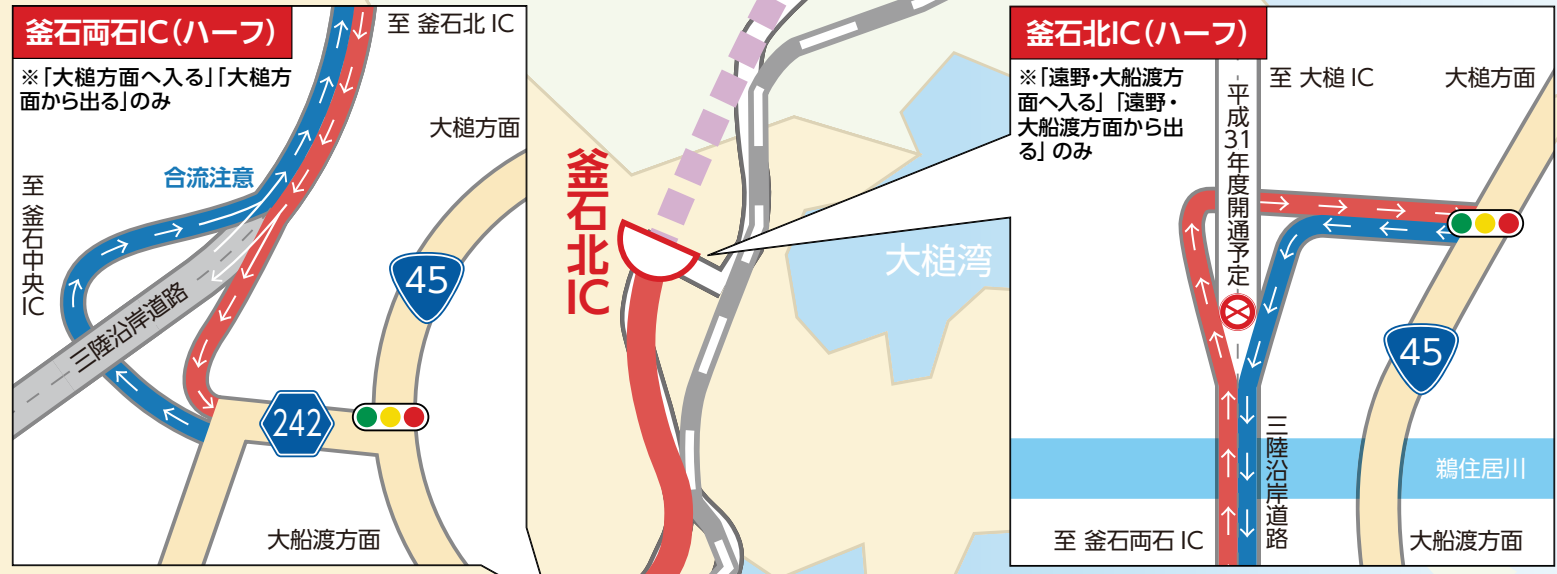 釜石両石IC(ハーフ)
※「大槌方面へ入る」「大槌方
面から出る」のみ
至 釜石北 IC
大槌方面
合流注意
至 釜石中央IC
三陸沿岸道路
45
242
大船渡方面
釜石北IC
大槌湾
釜石北IC(ハーフ)
※「遠野・大船渡方
面へ入る」「遠野・
大船渡方面から出
る」のみ
至 大槌 IC
大槌方面
平成31年度開通予定
45
三陸沿岸道路
鵜住居川
至 釜石両石 IC
大船渡方面